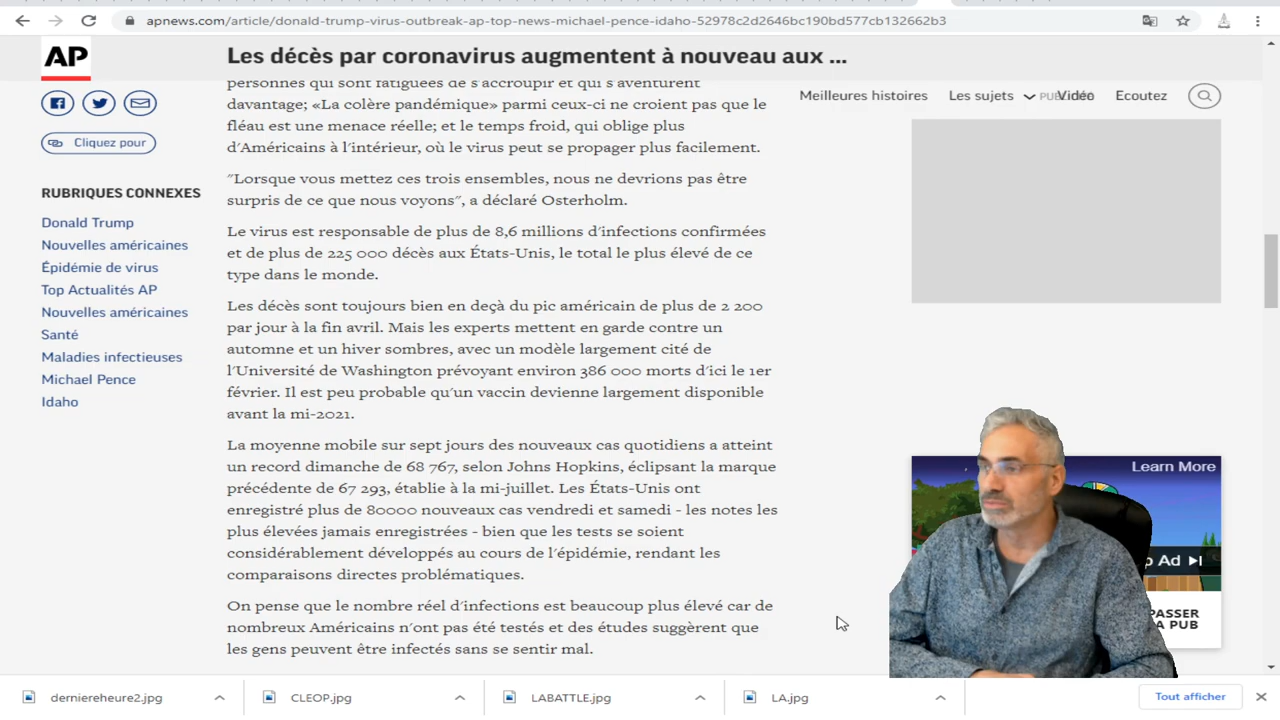 apnews.com/article/donald-trump-virus-outbreak-ap-top-news-michael-pence-idaho-52978c2d2646bc190bd577cb132662b3
AP
Les décès par coronavirus augmentent à nouveau aux ...
Meilleures histoires
Les sujets
Vidéo
Ecoutez
Cliquez pour
RUBRIQUES CONNEXES
Donald Trump
Nouvelles américaines
Épidémie de virus
Top Actualités AP
Nouvelles américaines
Santé
Maladies infectieuses
Michael Pence
Idaho
personnes qui sont fatiguées de s'accroupir et qui s'aventurent
davantage; «La colère pandémique» parmi ceux-ci ne croient pas que le
fléau est une menace réelle; et le temps froid, qui oblige plus
d'Américains à l'intérieur, où le virus peut se propager plus facilement.
"Lorsque vous mettez ces trois ensembles, nous ne devrions pas être
surpris de ce que nous voyons", a déclaré Osterholm.
Le virus est responsable de plus de 8,6 millions d'infections confirmées
et de plus de 225 000 décès aux États-Unis, le total le plus élevé de ce
type dans le monde.
Les décès sont toujours bien en deçà du pic américain de plus de 2 200
par jour à la fin avril. Mais les experts mettent en garde contre un
automne et un hiver sombres, avec un modèle largement cité de
l'Université de Washington prévoyant environ 386 000 morts d'ici le 1er
février. Il est peu probable qu'un vaccin devienne largement disponible
avant la mi-2021.
La moyenne mobile sur sept jours des nouveaux cas quotidiens a atteint
un record dimanche de 68 767, selon Johns Hopkins, éclipsant la marque
précédente de 67 293, établie à la mi-juillet. Les États-Unis ont
enregistré plus de 80000 nouveaux cas vendredi et samedi - les notes les
plus élevées jamais enregistrées - bien que les tests se soient
considérablement développés au cours de l'épidémie, rendant les
comparaisons directes problématiques.
On pense que le nombre réel d'infections est beaucoup plus élevé car de
nombreux Américains n'ont pas été testés et des études suggèrent que
les gens peuvent être infectés sans se sentir mal.
Learn More
Ad
PASSER
LA PUB
derniereheure2.jpg
CLEOP.jpg
LABATTLE.jpg
LA.jpg
Tout afficher